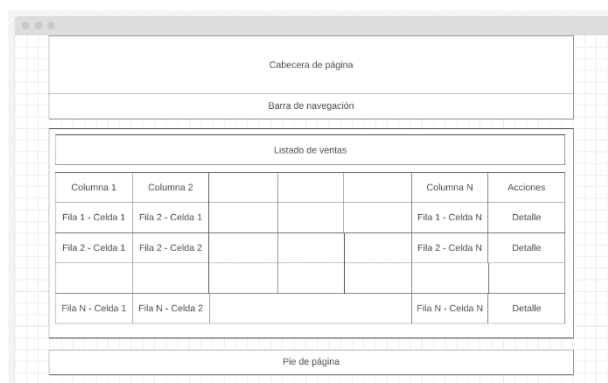 Cabecera de página
Barra de navegación
Listado de ventas
Columna 1 Columna 2 Columna N Acciones
Fila 1 - Celda 1 Fila 2 - Celda 1 Fila 1 - Celda N Detalle
Fila 2 - Celda 1 Fila 2 - Celda 2 Fila 2 - Celda N Detalle
Fila N - Celda 1 Fila N - Celda 2 Fila N - Celda N Detalle
Pie de página